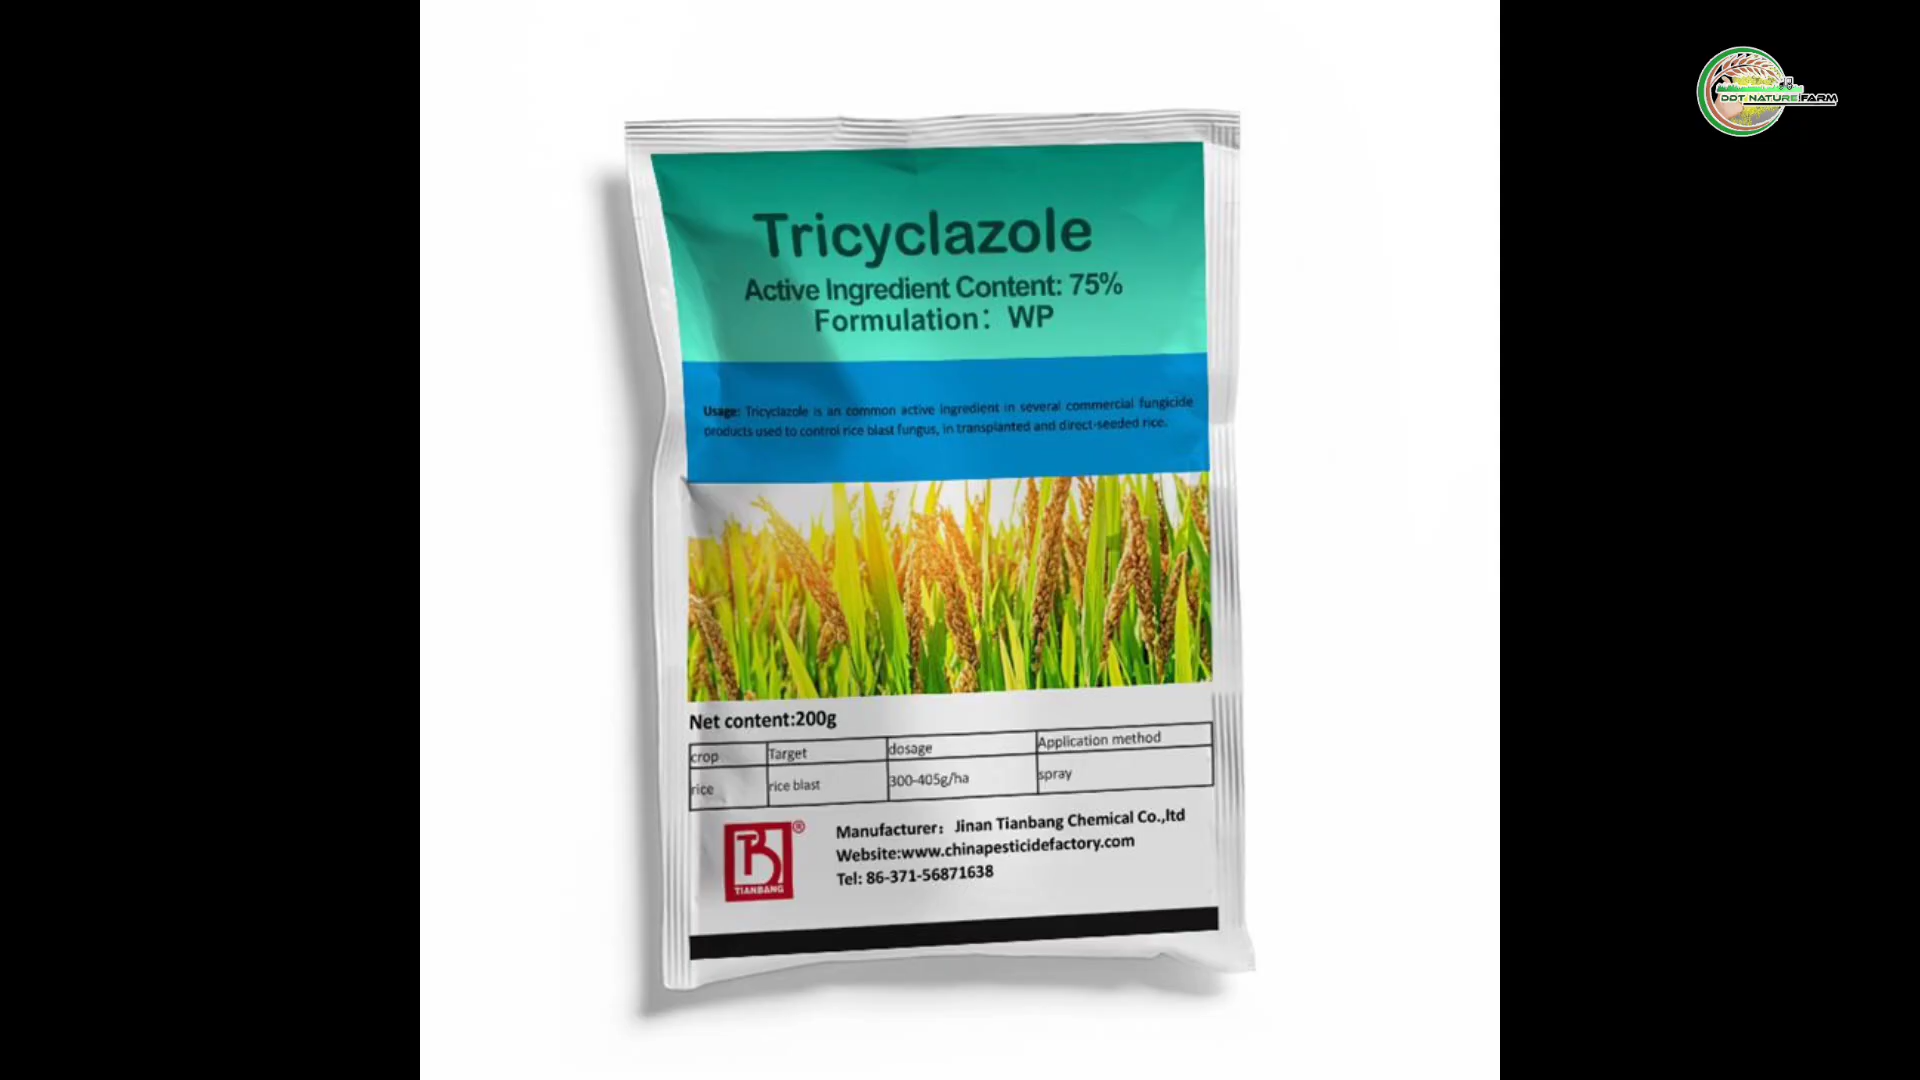 DDT NATURE FARM
Tricyclazole
Active Ingredient Content: 75%
Formulation：WP
Usage: Tricyclazole is an common active ingredient in several commercial fungicide
products used to control rice blast fungus, in transplanted and direct-seeded rice.
Net content:200g
crop Target dosage Application method
rice rice blast 300-405g/ha spray
TIANBANG
®
Manufacturer：Jinan Tianbang Chemical Co.,ltd
Website:www.chinapesticidefactory.com
Tel: 86-371-56871638